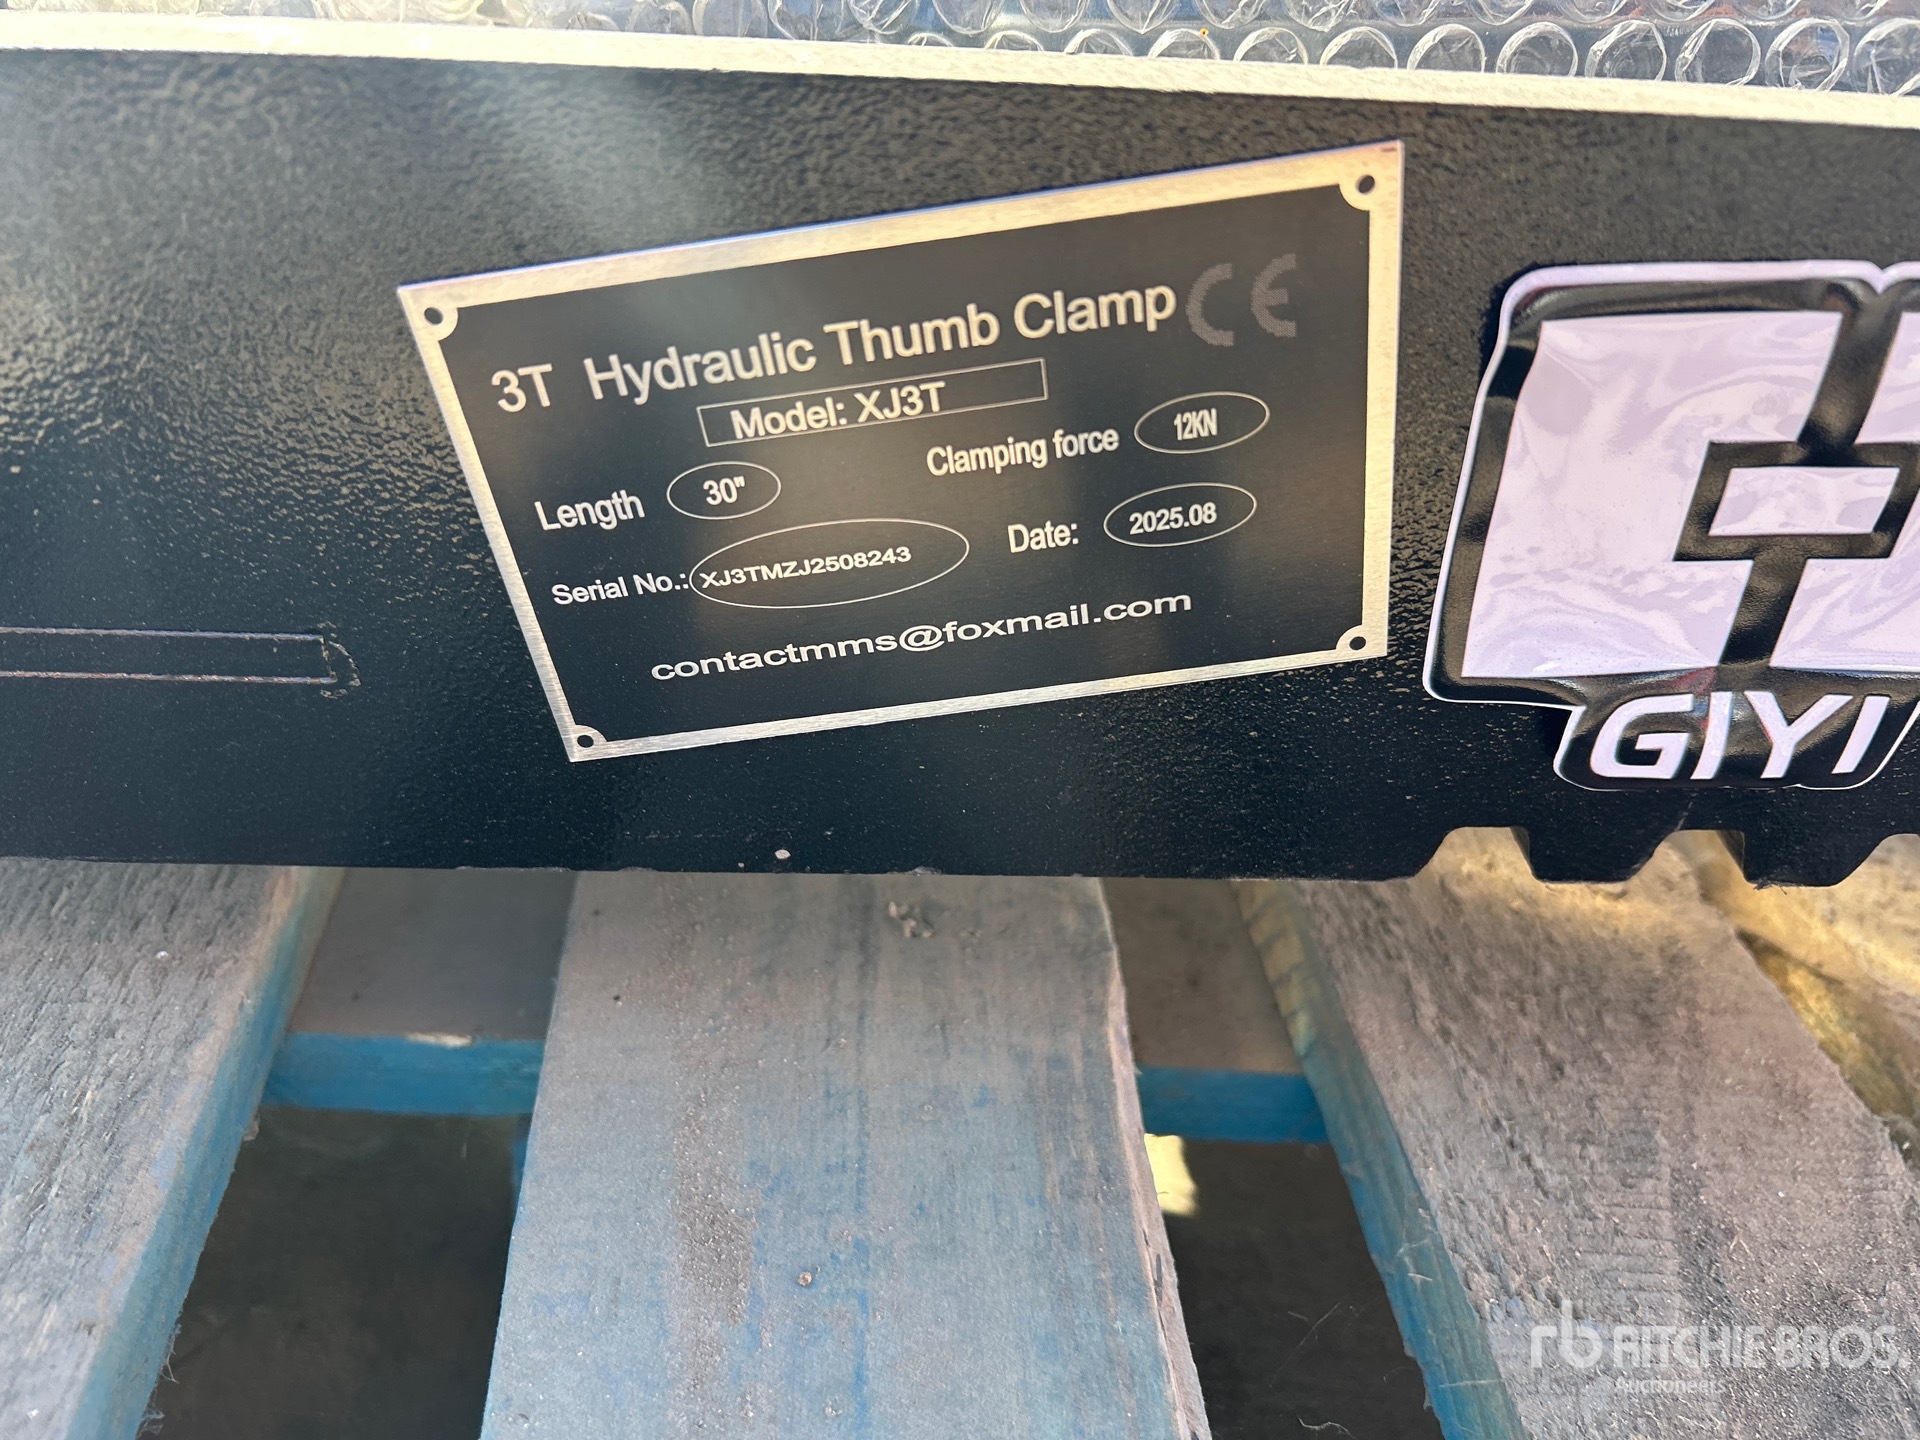 3T Hydraulic Thumb Clamp CE
Model: XJ3T
Length 30" Clamping force 12KN
Serial No.: XJ3TMZJ2508243 Date: 2025.08
contactmms@foxmail.com
GIYI
rb RITCHIE BROS.
Auctioneers